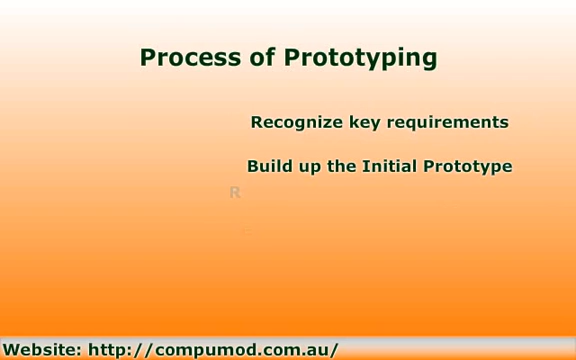 Process of Prototyping
Recognize key requirements
Build up the Initial Prototype
R
Website: http://compumod.com.au/